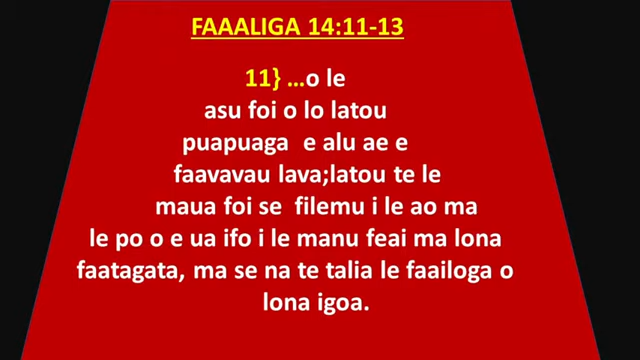 FAAALIGA 14:11-13
11} ...o le
asu foi o lo latou
puapuaga e alu ae e
faavavau lava;latou te le
maua foi se filemu i le ao ma
le po o e ua ifo i le manu feai ma lona
faatagata, ma se na te talia le faailoga o
lona igoa.